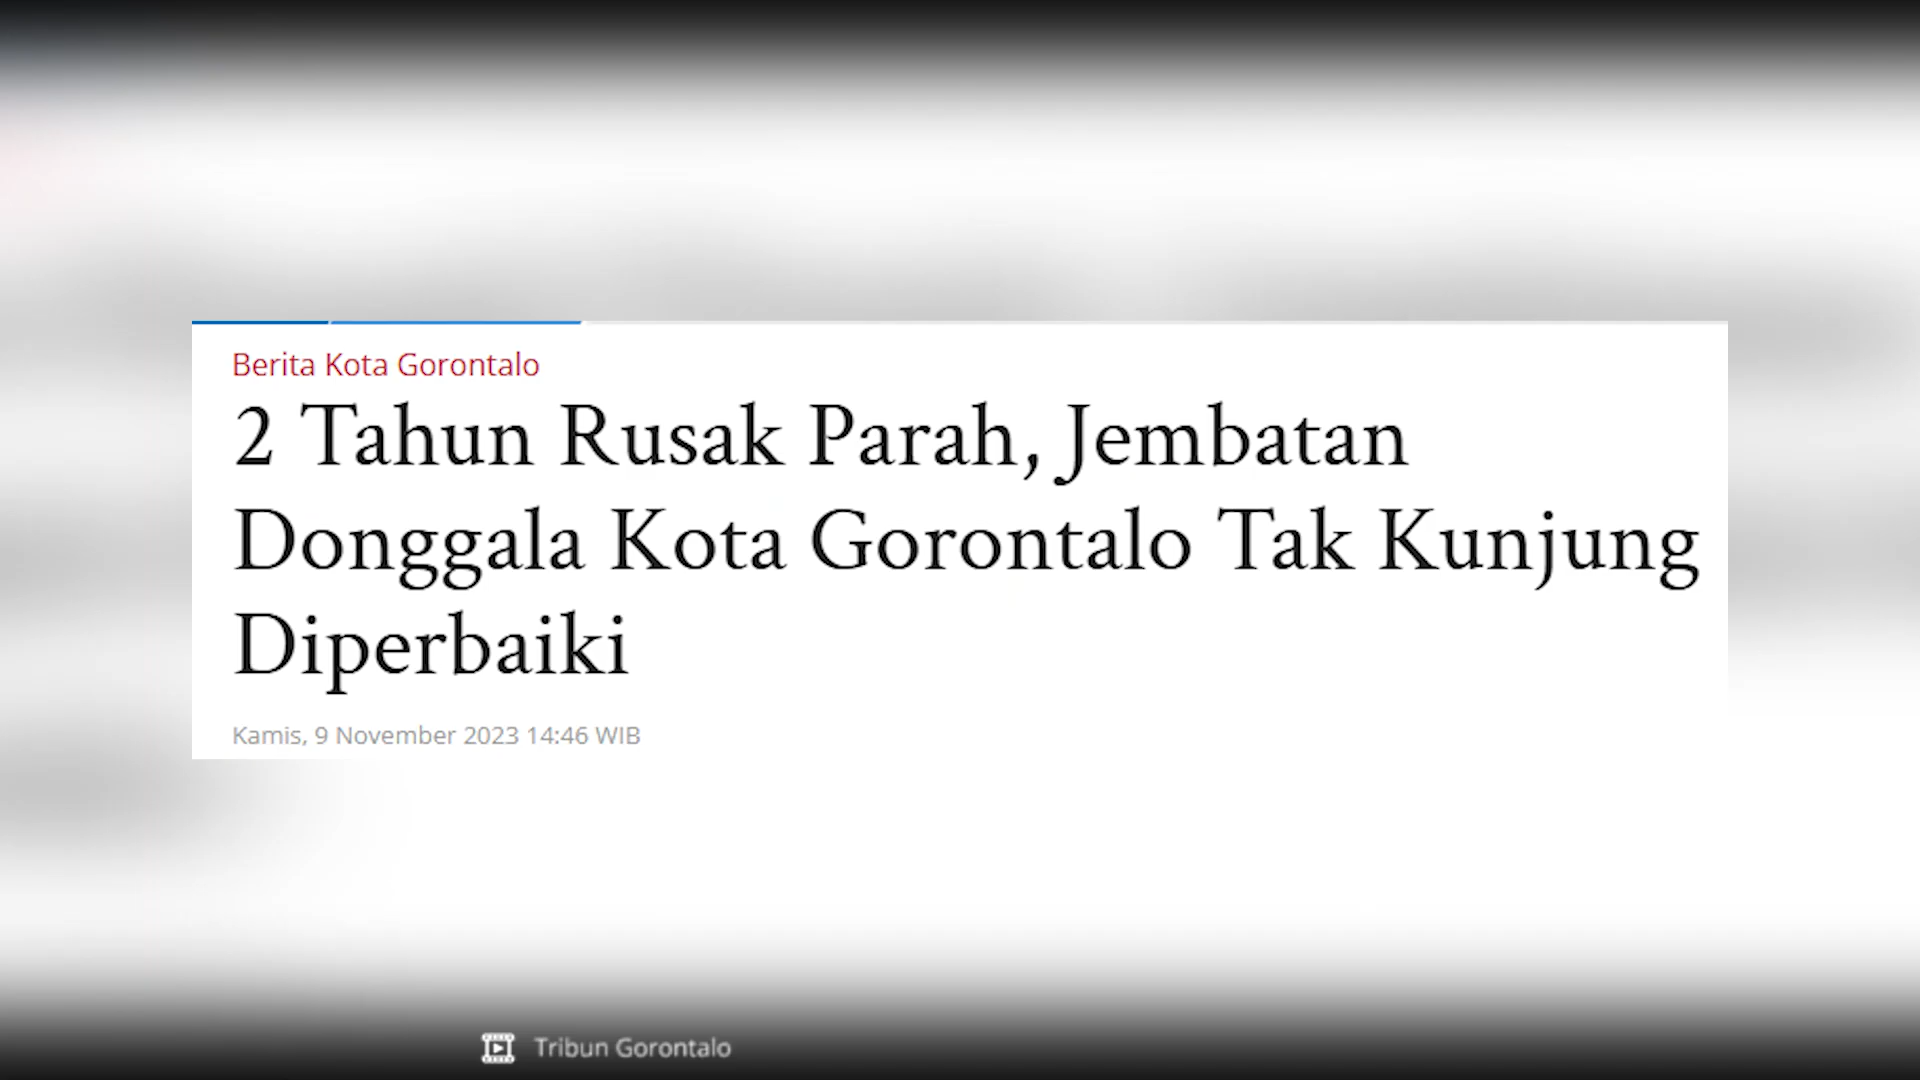 Berita Kota Gorontalo
2 Tahun Rusak Parah, Jembatan
Donggala Kota Gorontalo Tak Kunjung
Diperbaiki
Kamis, 9 November 2023 14:46 WIB
Tribun Gorontalo